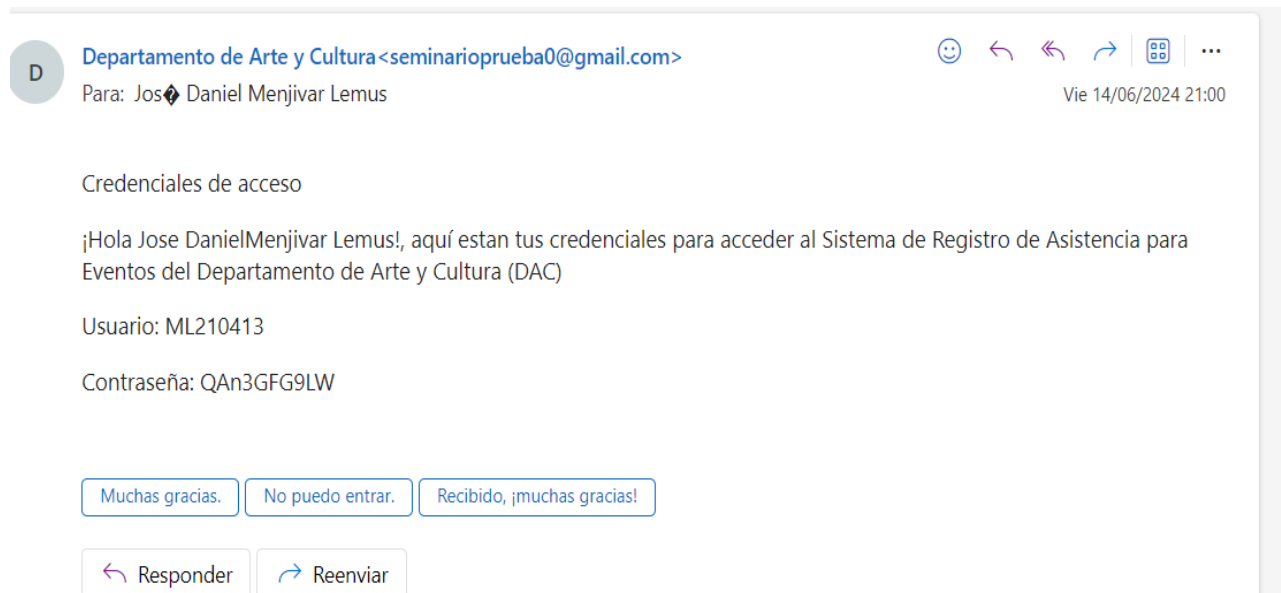 D
Departamento de Arte y Cultura<seminarioprueba0@gmail.com>
Para: Jos� Daniel Menjivar Lemus
Vie 14/06/2024 21:00
Credenciales de acceso
¡Hola Jose DanielMenjivar Lemus!, aquí estan tus credenciales para acceder al Sistema de Registro de Asistencia para
Eventos del Departamento de Arte y Cultura (DAC)
Usuario: ML210413
Contraseña: QAn3GFG9LW
Muchas gracias. No puedo entrar. Recibido, ¡muchas gracias!
Responder Reenviar